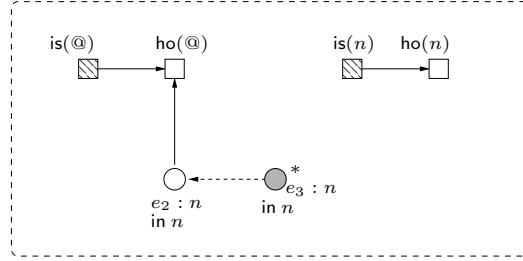 is(@) ho(@) is(n) ho(n)
*
e₂ : n e₃ : n
in n in n